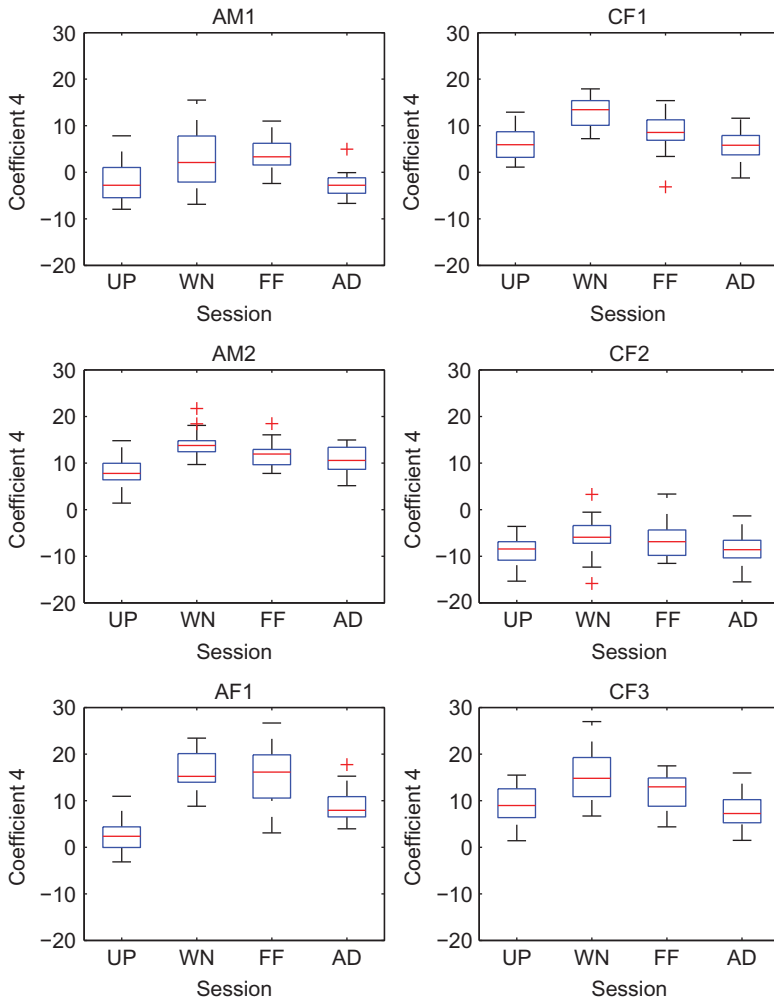 AM1
30
20
10
0
−10
−20
Coefficient 4
UP WN FF AD
Session
CF1
30
20
10
0
−10
−20
Coefficient 4
UP WN FF AD
Session
AM2
30
20
10
0
−10
−20
Coefficient 4
UP WN FF AD
Session
CF2
30
20
10
0
−10
−20
Coefficient 4
UP WN FF AD
Session
AF1
30
20
10
0
−10
−20
Coefficient 4
UP WN FF AD
Session
CF3
30
20
10
0
−10
−20
Coefficient 4
UP WN FF AD
Session